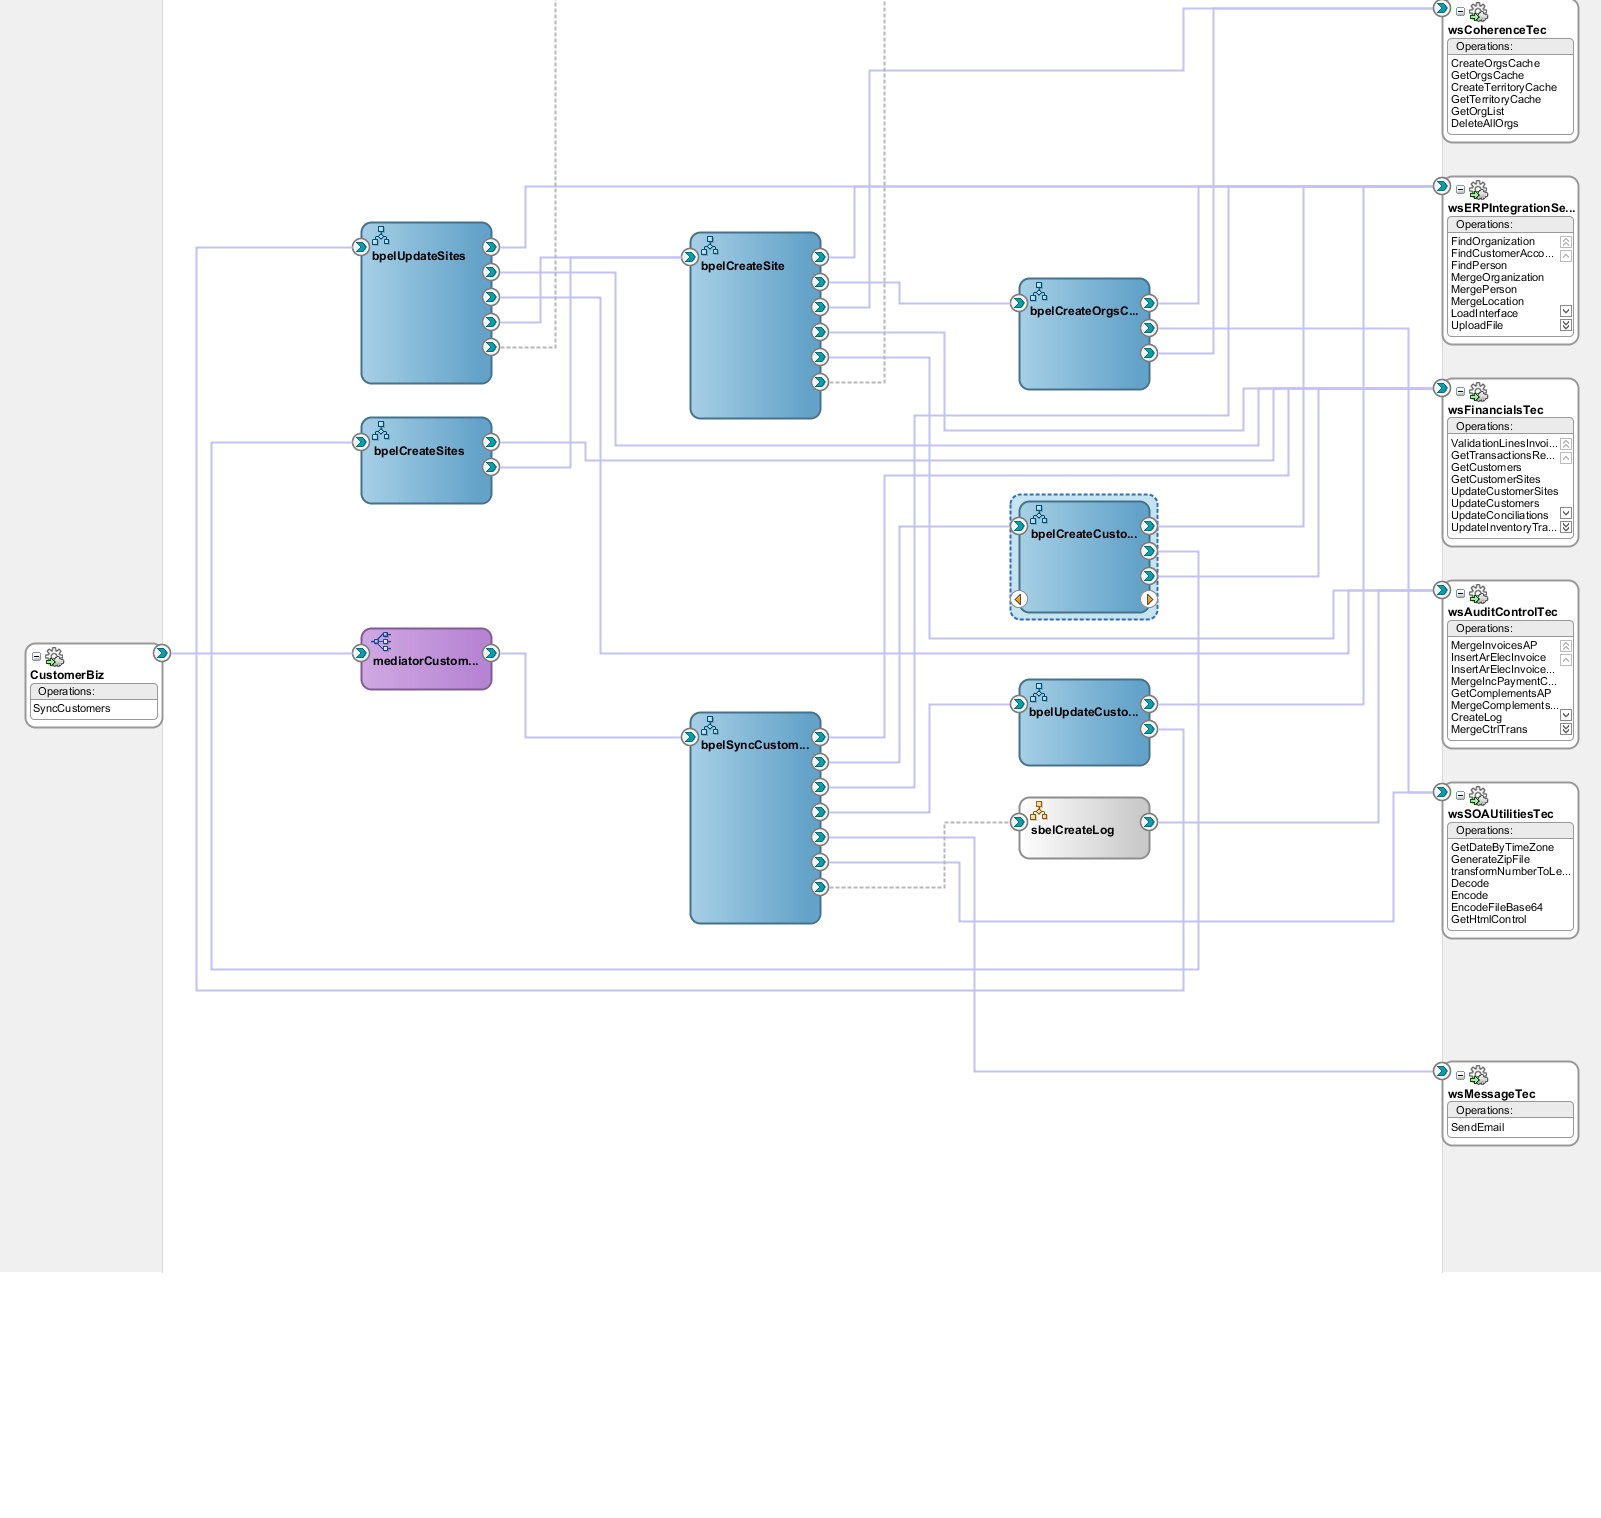 wsCoherenceTec
Operations:
CreateOrgsCache
GetOrgsCache
CreateTerritoryCache
GetTerritoryCache
GetOrgList
DeleteAllOrgs
wsERPIntegrationSe...
Operations:
FindOrganization
FindCustomerAcco...
FindPerson
MergeOrganization
MergePerson
MergeLocation
LoadInterface
UploadFile
bpelUpdateSites
bpelCreateSite
bpelCreateOrgsC...
wsFinancialsTec
Operations:
ValidationLinesInvoi...
GetTransactionsRe...
GetCustomers
GetCustomerSites
UpdateCustomerSites
UpdateCustomers
UpdateConciliations
UpdateInventoryTra...
bpelCreateSites
bpelCreateCusto...
wsAuditControlTec
Operations:
MergeInvoicesAP
InsertArElecInvoice
InsertArElecInvoice...
MergeIncPaymentC...
GetComplementsAP
MergeComplements...
CreateLog
MergeCtrlTrans
CustomerBiz
Operations:
SyncCustomers
mediatorCustom...
bpelSyncCustom...
bpelUpdateCusto...
sbelCreateLog
wsSOAUtilitiesTec
Operations:
GetDateByTimeZone
GenerateZipFile
transformNumberToLe...
Decode
Encode
EncodeFileBase64
GetHtmlControl
wsMessageTec
Operations:
SendEmail